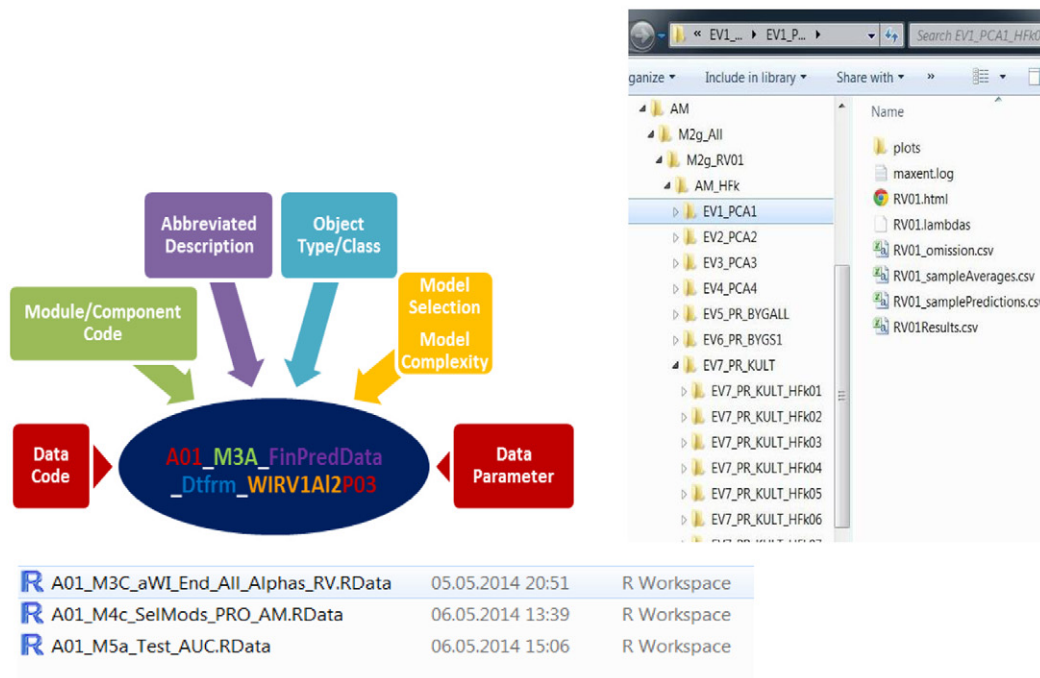 Abbreviated
Description
Object
Type/Class
Model
Selection
Model
Complexity
Module/Component
Code
Data
Code
A01_M3A_FinPredData
_Dtfrm_WIRV1Al2P03
Data
Parameter
« EV1_... EV1_P...
Search EV1_PCA1_HFk0
ganize
Include in library
Share with
»
AM
M2g_All
M2g_RV01
AM_HFk
EV1_PCA1
EV2_PCA2
EV3_PCA3
EV4_PCA4
EV5_PR_BYGALL
EV6_PR_BYGS1
EV7_PR_KULT
EV7_PR_KULT_HFk01
EV7_PR_KULT_HFk02
EV7_PR_KULT_HFk03
EV7_PR_KULT_HFk04
EV7_PR_KULT_HFk05
EV7_PR_KULT_HFk06
Name
plots
maxent.log
RV01.html
RV01.lambdas
RV01_omission.csv
RV01_sampleAverages.csv
RV01_samplePredictions.csv
RV01Results.csv
A01_M3C_aWI_End_All_Alphas_RV.RData 05.05.2014 20:51 R Workspace
A01_M4c_SelMods_PRO_AM.RData 06.05.2014 13:39 R Workspace
A01_M5a_Test_AUC.RData 06.05.2014 15:06 R Workspace